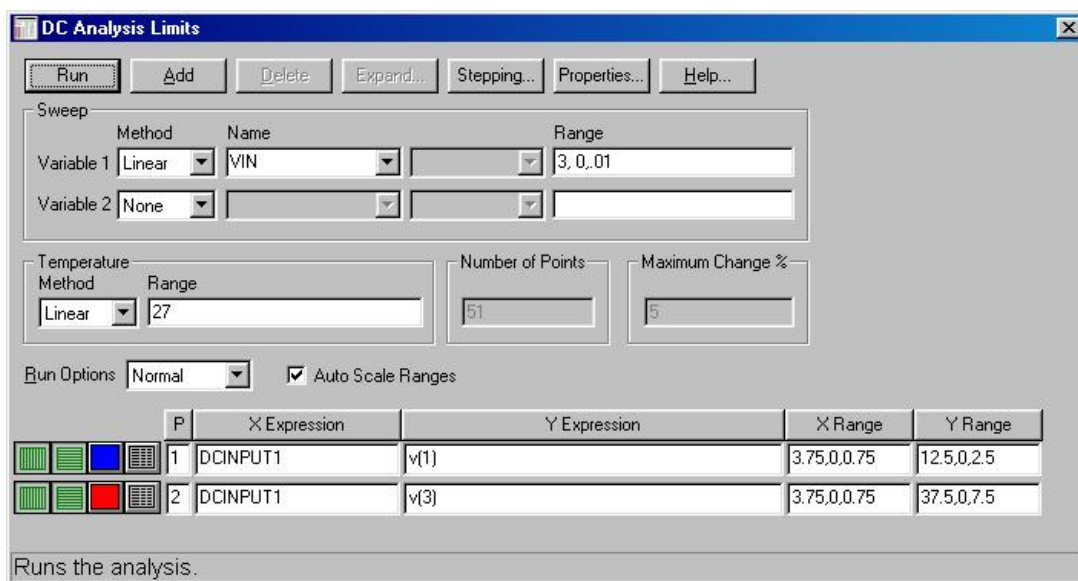 DC Analysis Limits
Run Add Delete Expand... Stepping... Properties... Help...
Sweep
Method Name Range
Variable 1 Linear VIN 3, 0,.01
Variable 2 None
Temperature Number of Points Maximum Change %
Method Range
Linear 27 51 5
Run Options Normal Auto Scale Ranges
P X Expression Y Expression X Range Y Range
1 DCINPUT1 v(1) 3.75,0,0.75 12.5,0,2.5
2 DCINPUT1 v(3) 3.75,0,0.75 37.5,0,7.5
Runs the analysis.